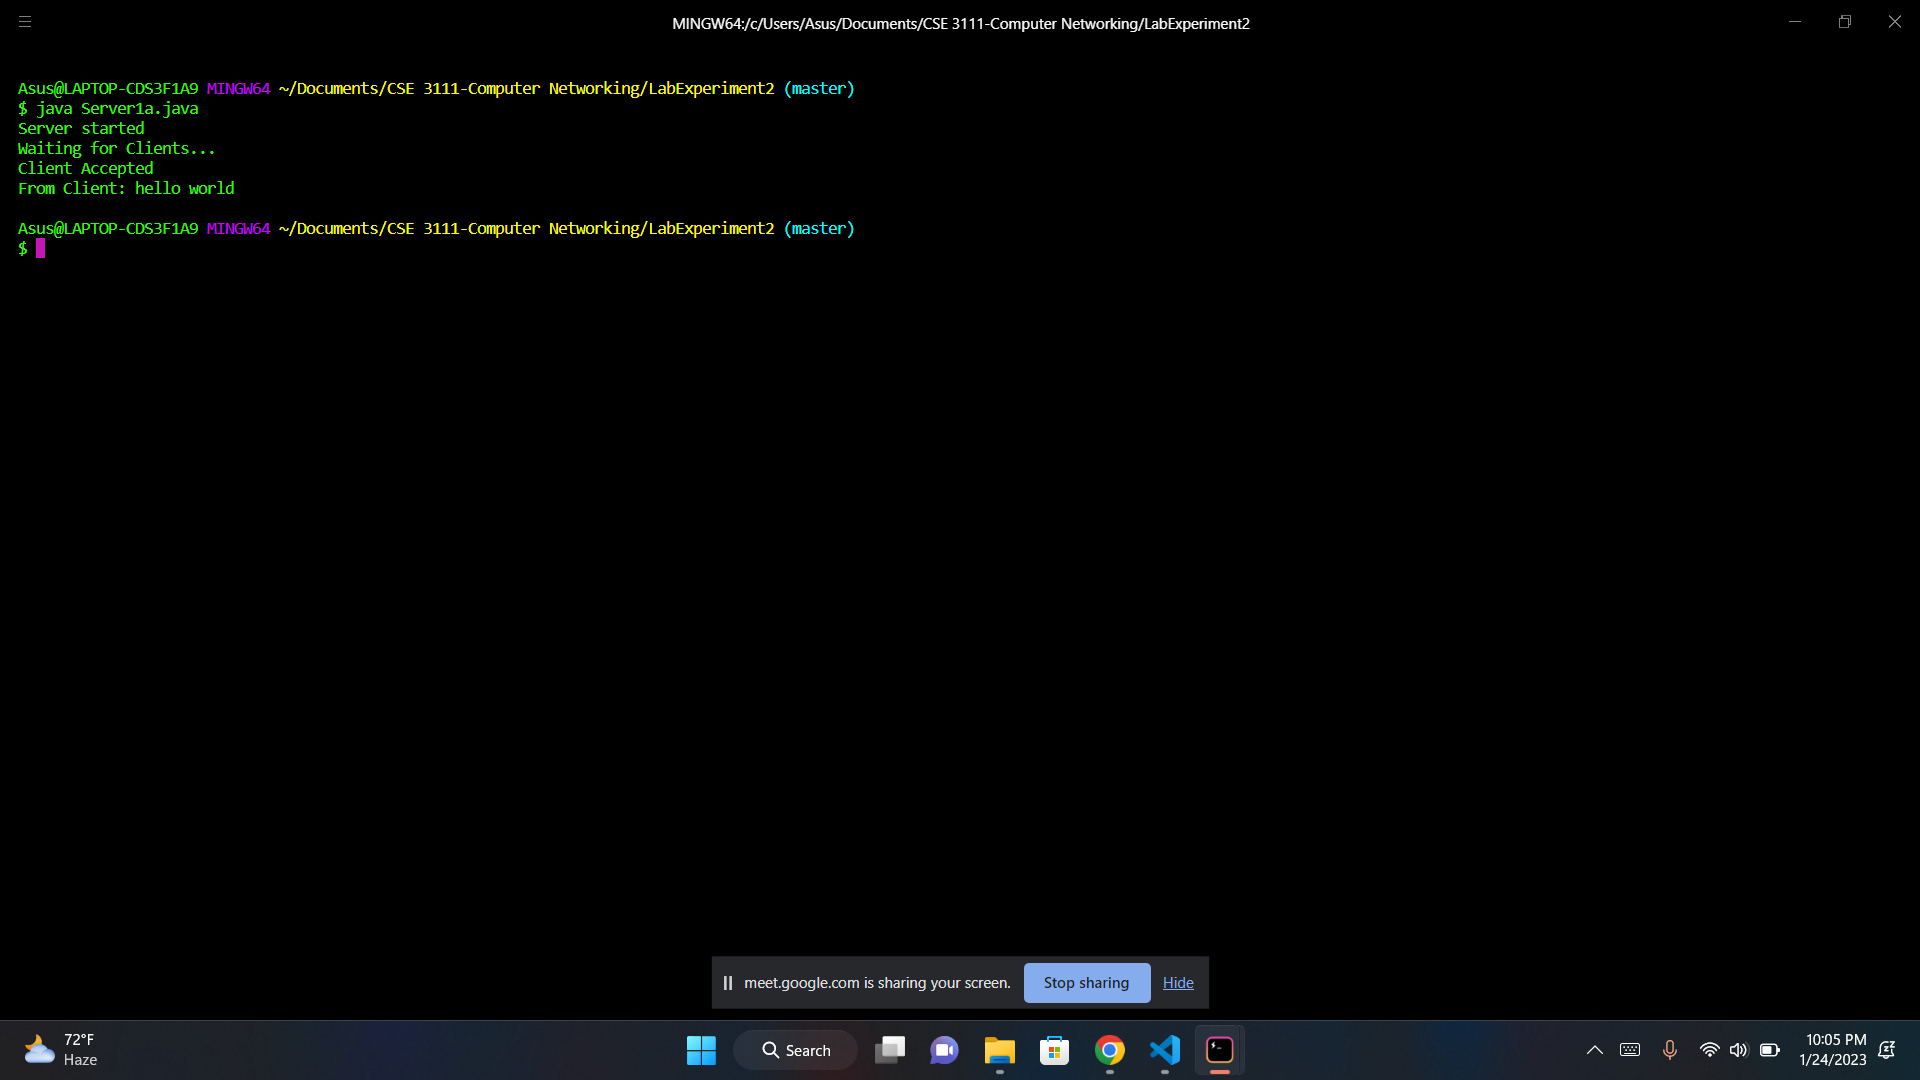 MINGW64:/c/Users/Asus/Documents/CSE 3111-Computer Networking/LabExperiment2
Asus@LAPTOP-CDS3F1A9 MINGW64 ~/Documents/CSE 3111-Computer Networking/LabExperiment2 (master)
$ java Server1a.java
Server started
Waiting for Clients...
Client Accepted
From Client: hello world
Asus@LAPTOP-CDS3F1A9 MINGW64 ~/Documents/CSE 3111-Computer Networking/LabExperiment2 (master)
$
meet.google.com is sharing your screen. Stop sharing Hide
72°F
Haze
Search
10:05 PM
1/24/2023